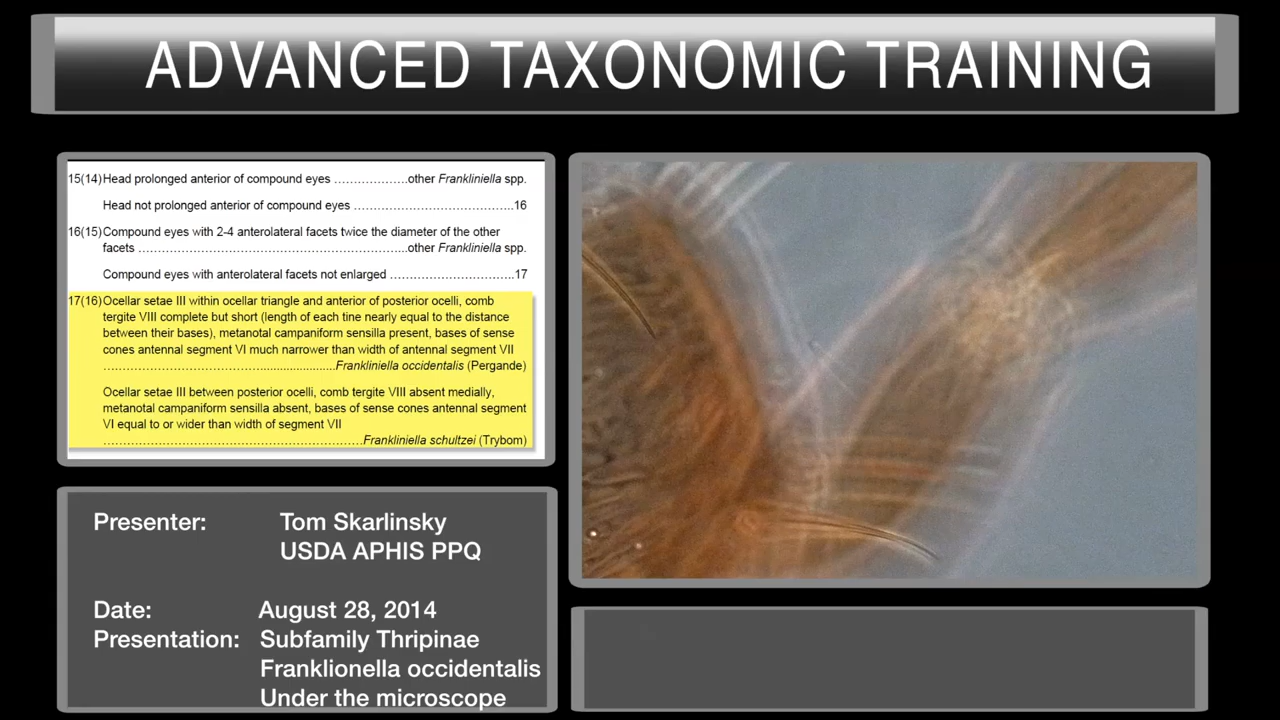 ADVANCED TAXONOMIC TRAINING
15(14) Head prolonged anterior of compound eyes ………………..other Frankliniella spp.
Head not prolonged anterior of compound eyes ………………………………..16
16(15) Compound eyes with 2-4 anterolateral facets twice the diameter of the other
facets ……………………………………………………..other Frankliniella spp.
Compound eyes with anterolateral facets not enlarged …………………………..17
17(16) Ocellar setae III within ocellar triangle and anterior of posterior ocelli, comb
tergite VIII complete but short (length of each tine nearly equal to the distance
between their bases), metanotal campaniform sensilla present, bases of sense
cones antennal segment VI much narrower than width of antennal segment VII
……………………………………........................Frankliniella occidentalis (Pergande)
Ocellar setae III between posterior ocelli, comb tergite VIII absent medially,
metanotal campaniform sensilla absent, bases of sense cones antennal segment
VI equal to or wider than width of segment VII
…………………………………………………………Frankliniella schultzei (Trybom)
Presenter: Tom Skarlinsky
USDA APHIS PPQ
Date: August 28, 2014
Presentation: Subfamily Thripinae
Franklionella occidentalis
Under the microscope